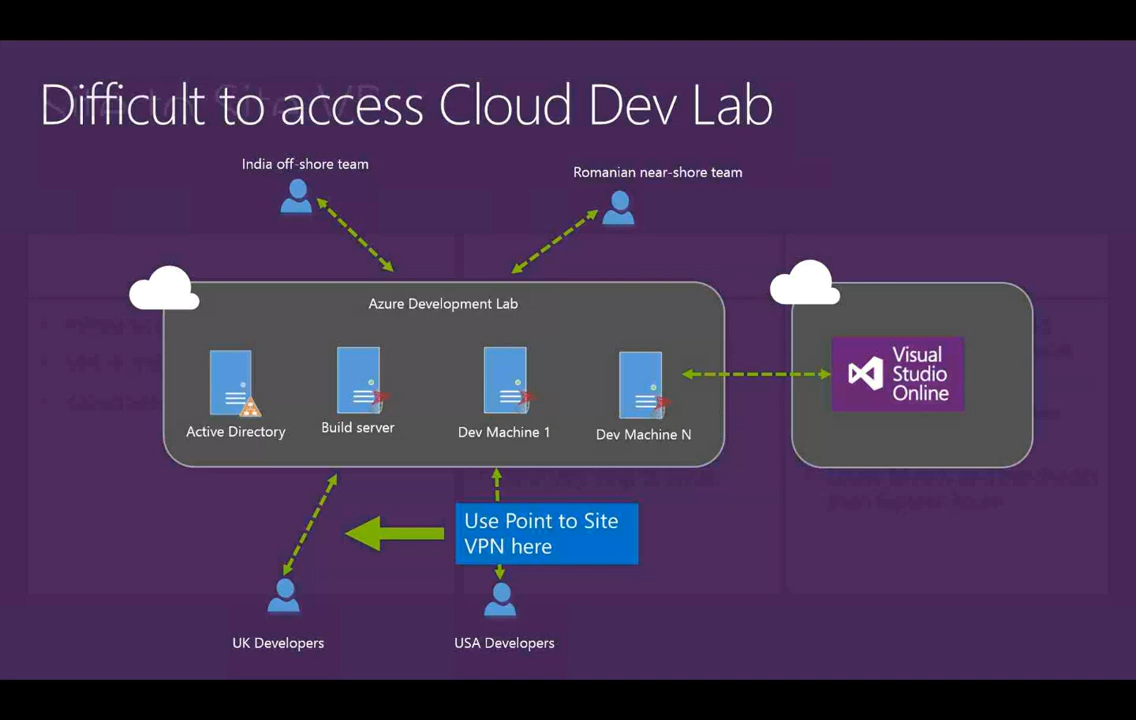 Difficult to access Cloud Dev Lab
India off-shore team
Romanian near-shore team
Azure Development Lab
Visual
Studio
Online
Active Directory
Build server
Dev Machine 1
Dev Machine N
Use Point to Site
VPN here
UK Developers
USA Developers